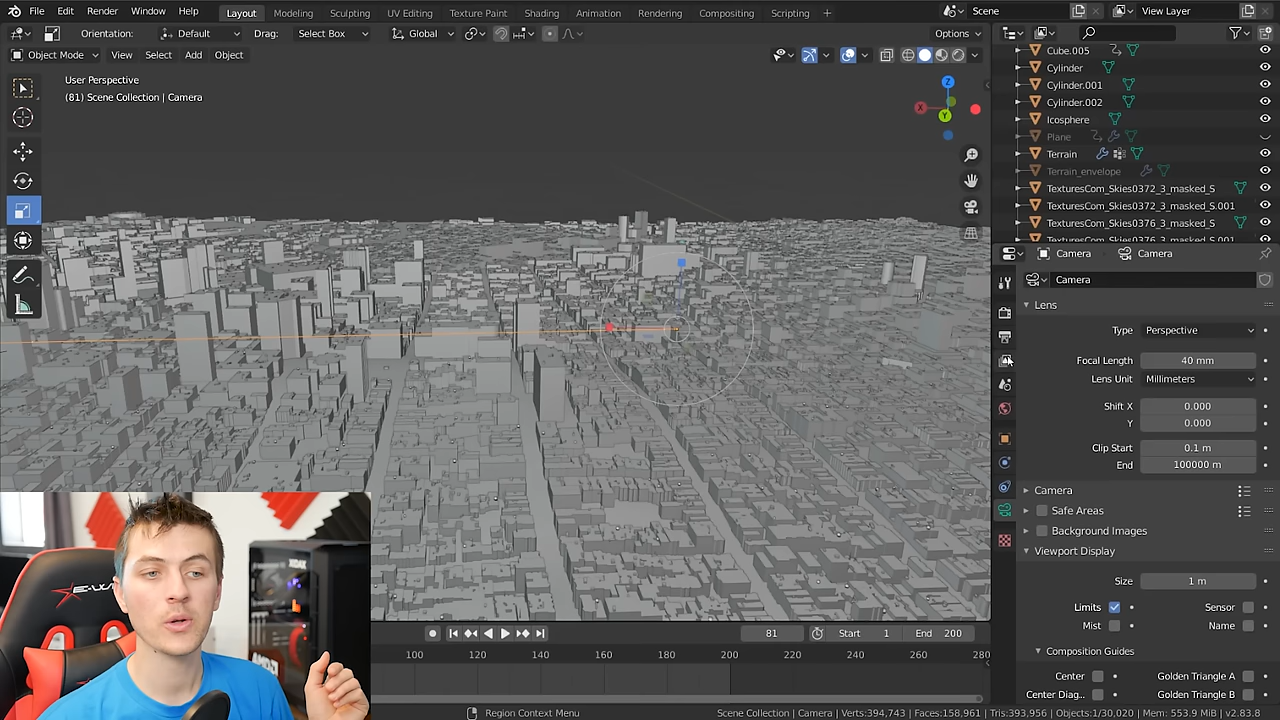 File Edit Render Window Help Layout Modeling Sculpting UV Editing Texture Paint Shading Animation Rendering Compositing Scripting + Scene View Layer
Orientation: Default Drag: Select Box Global Options
Object Mode View Select Add Object
User Perspective
(81) Scene Collection | Camera
Z
X
Y
Cube.005
Cylinder
Cylinder.001
Cylinder.002
Icosphere
Plane
Terrain
Terrain_envelope
TexturesCom_Skies0372_3_masked_S
TexturesCom_Skies0372_3_masked_S.001
TexturesCom_Skies0376_3_masked_S
TexturesCom_Skies0376_3_masked_S.001
Camera Camera
Camera
Lens
Type Perspective
Focal Length 40 mm
Lens Unit Millimeters
Shift X 0.000
Y 0.000
Clip Start 0.1 m
End 100000 m
Camera
Safe Areas
Background Images
Viewport Display
Size 1 m
Limits Sensor
Mist Name
Composition Guides
Center Golden Triangle A
Center Diag... Golden Triangle B
81 Start 1 End 200
100 120 140 160 180 200 220 240 260 280
Region Context Menu
Scene Collection | Camera | Verts:394,743 | Faces:158,961 | Tris:393,956 | Objects:1/30,020 | Mem: 553.9 MiB | v2.83.8